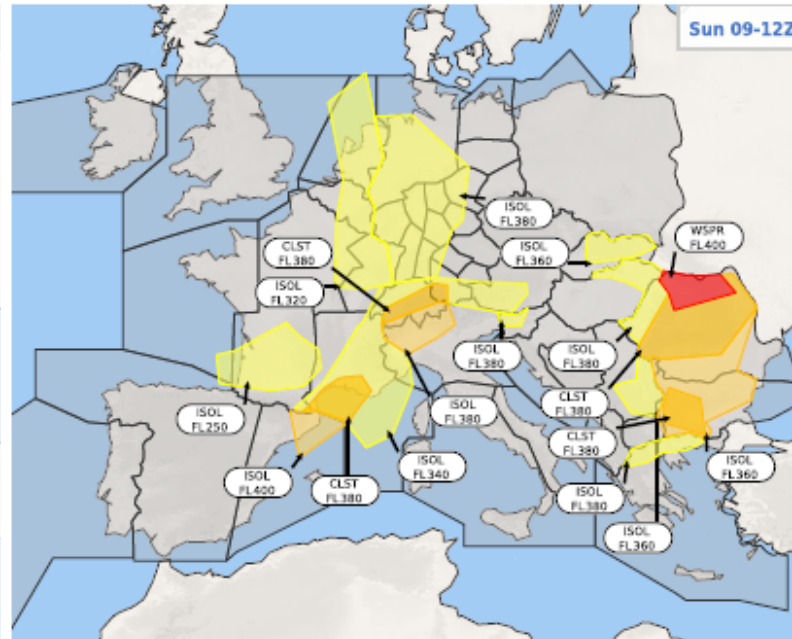 Sun 09-12Z
ISOL
FL380
WSPR
FL400
CLST
FL380
ISOL
FL360
ISOL
FL320
ISOL
FL380
ISOL
FL380
ISOL
FL380
CLST
FL380
ISOL
FL250
CLST
FL380
ISOL
FL340
ISOL
FL360
ISOL
FL400
CLST
FL380
ISOL
FL380
ISOL
FL360